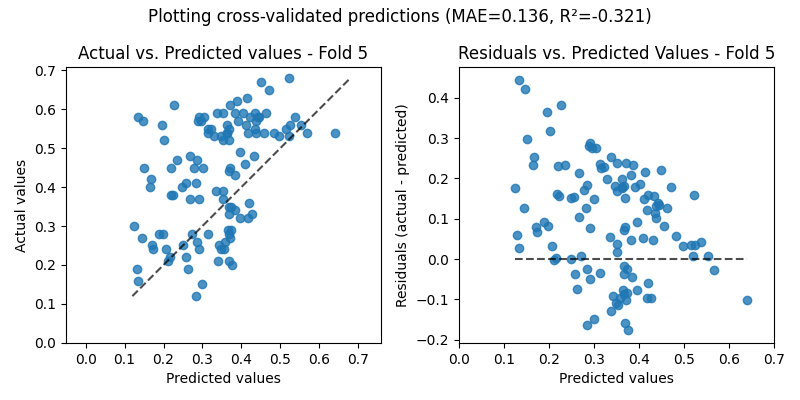 Plotting cross-validated predictions (MAE=0.136, R²=-0.321)
Actual vs. Predicted values - Fold 5
Actual values
0.7
0.6
0.5
0.4
0.3
0.2
0.1
0.0
0.0 0.1 0.2 0.3 0.4 0.5 0.6 0.7
Predicted values
Residuals vs. Predicted Values - Fold 5
Residuals (actual - predicted)
0.4
0.3
0.2
0.1
0.0
−0.1
−0.2
0.0 0.1 0.2 0.3 0.4 0.5 0.6 0.7
Predicted values